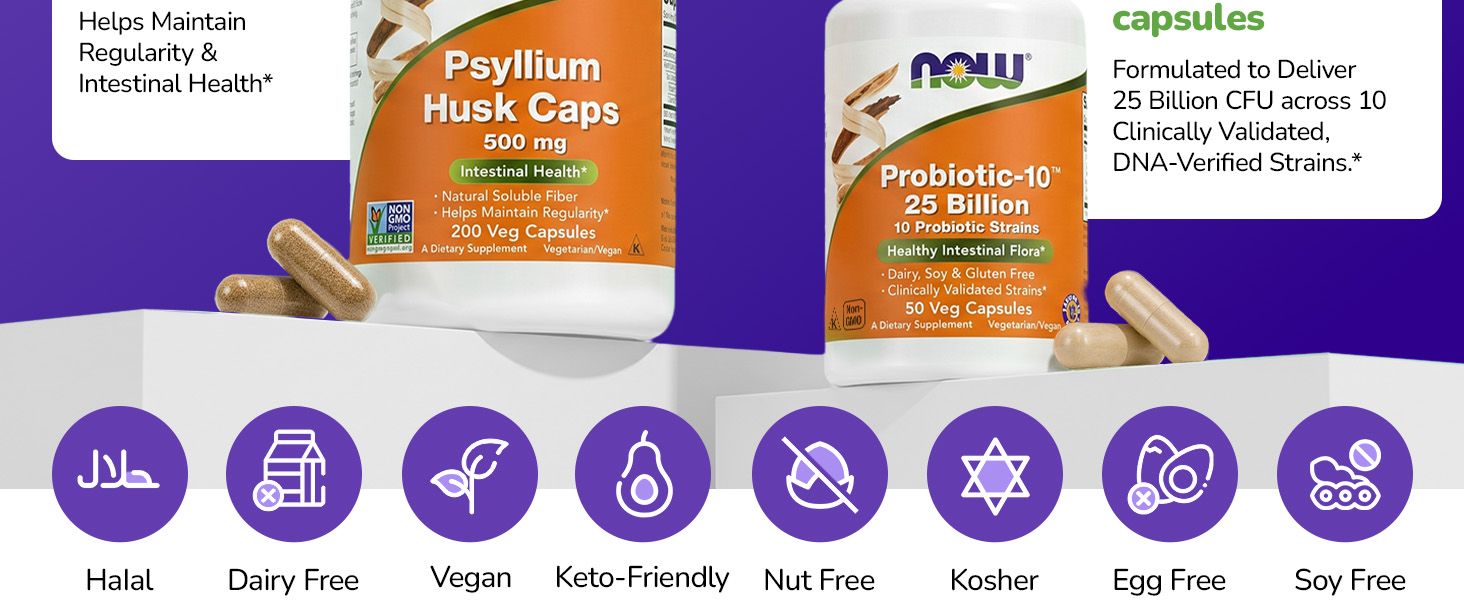 Helps Maintain
Regularity &
Intestinal Health*
Psyllium
Husk Caps
500 mg
Intestinal Health*
· Natural Soluble Fiber
· Helps Maintain Regularity*
200 Veg Capsules
A Dietary Supplement Vegetarian/Vegan
NON
GMO
Project
VERIFIED
nongmoproject.org
K
capsules
Formulated to Deliver
25 Billion CFU across 10
Clinically Validated,
DNA-Verified Strains.*
NOW®
Probiotic-10™
25 Billion
10 Probiotic Strains
Healthy Intestinal Flora*
· Dairy, Soy & Gluten Free
· Clinically Validated Strains*
50 Veg Capsules
A Dietary Supplement Vegetarian/Vegan
K
Non-
GMO
حلال
Halal
Dairy Free
Vegan
Keto-Friendly
Nut Free
Kosher
Egg Free
Soy Free